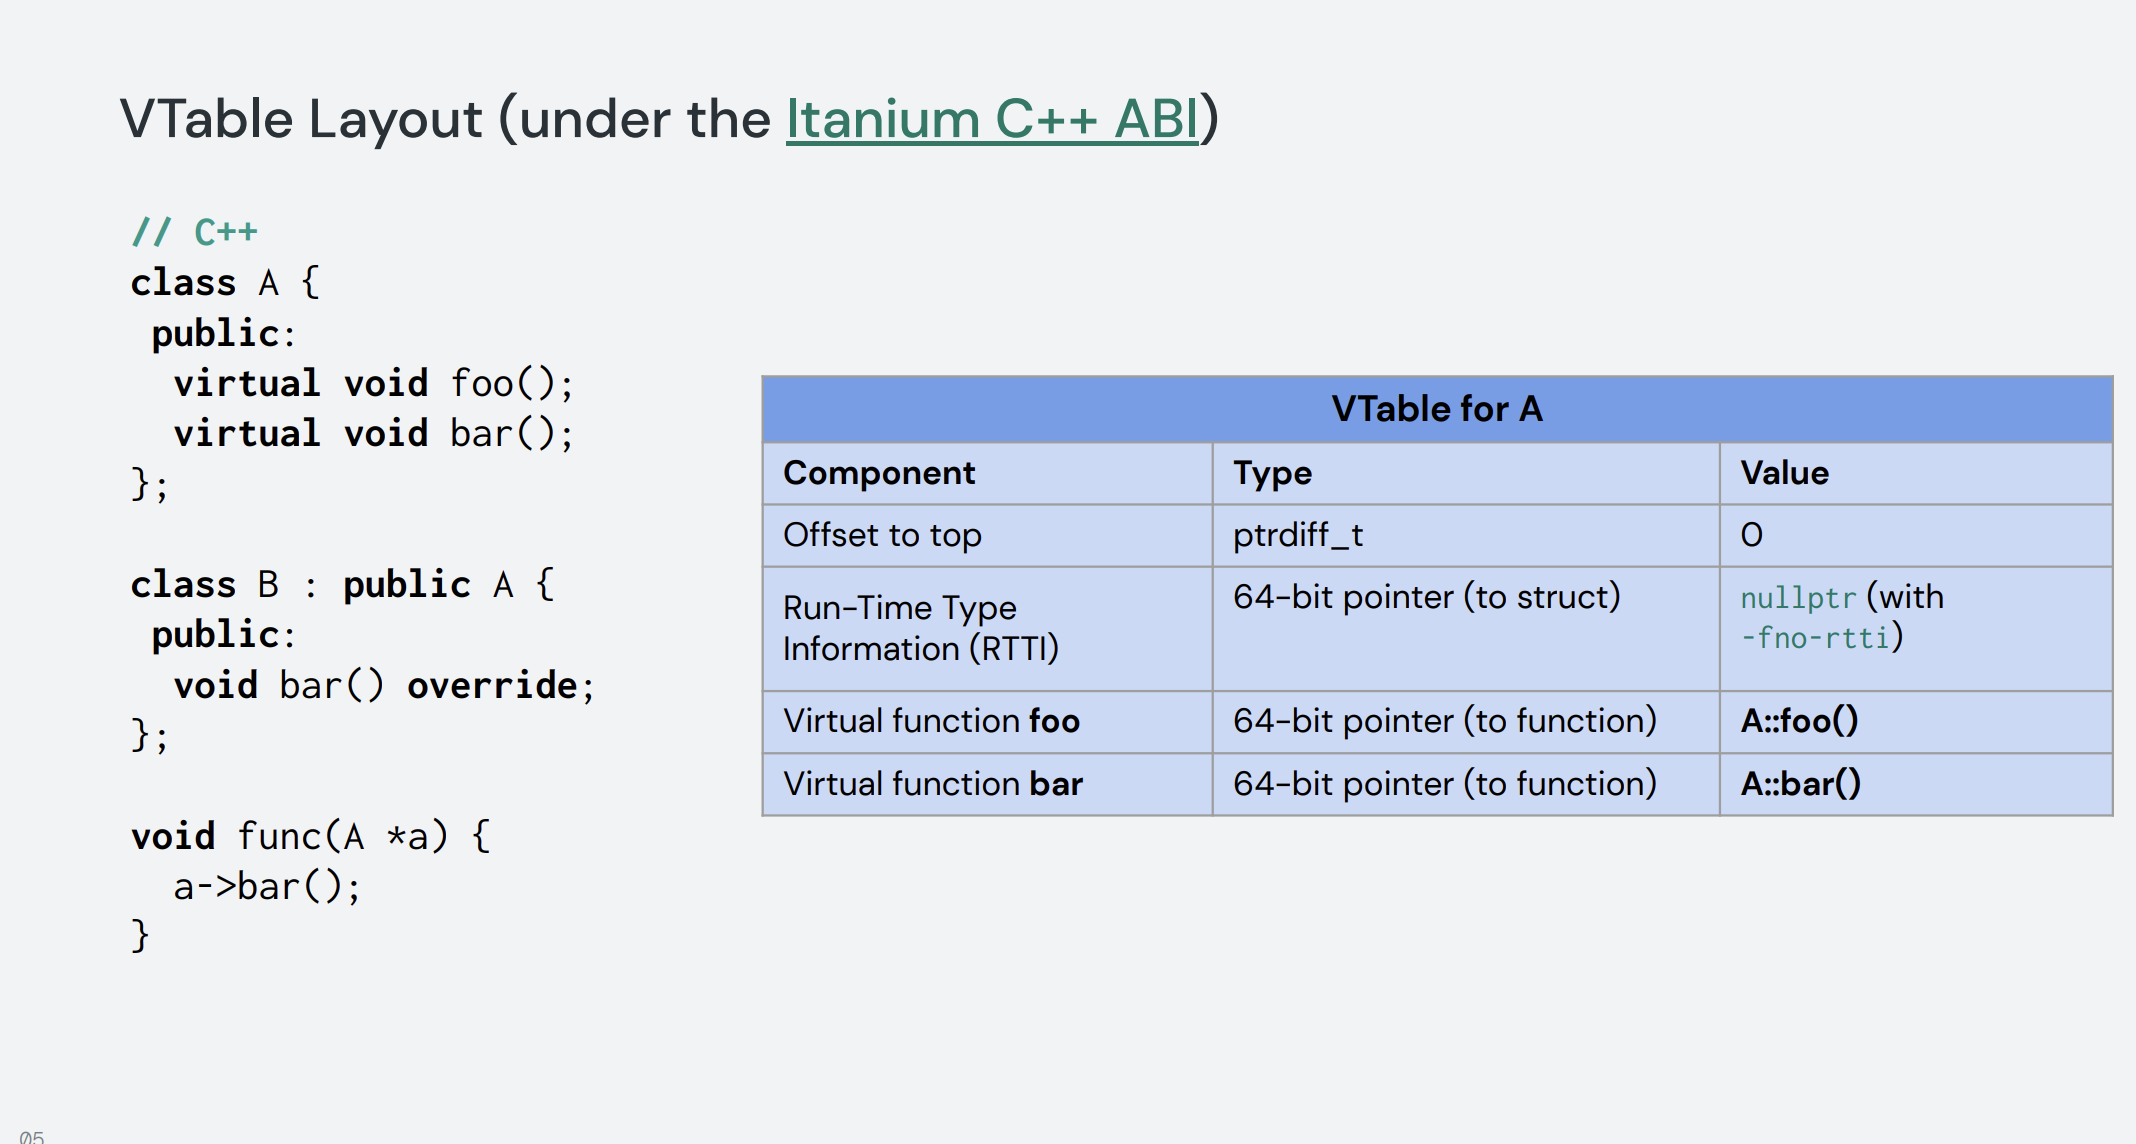 VTable Layout (under the Itanium C++ ABI)
// C++
class A {
 public:
  virtual void foo();
  virtual void bar();
};
class B : public A {
 public:
  void bar() override;
};
void func(A *a) {
  a->bar();
}
VTable for A
Component Type Value
Offset to top ptrdiff_t 0
Run-Time Type
Information (RTTI)
64-bit pointer (to struct)
nullptr (with
-fno-rtti)
Virtual function foo 64-bit pointer (to function) A::foo()
Virtual function bar 64-bit pointer (to function) A::bar()
05